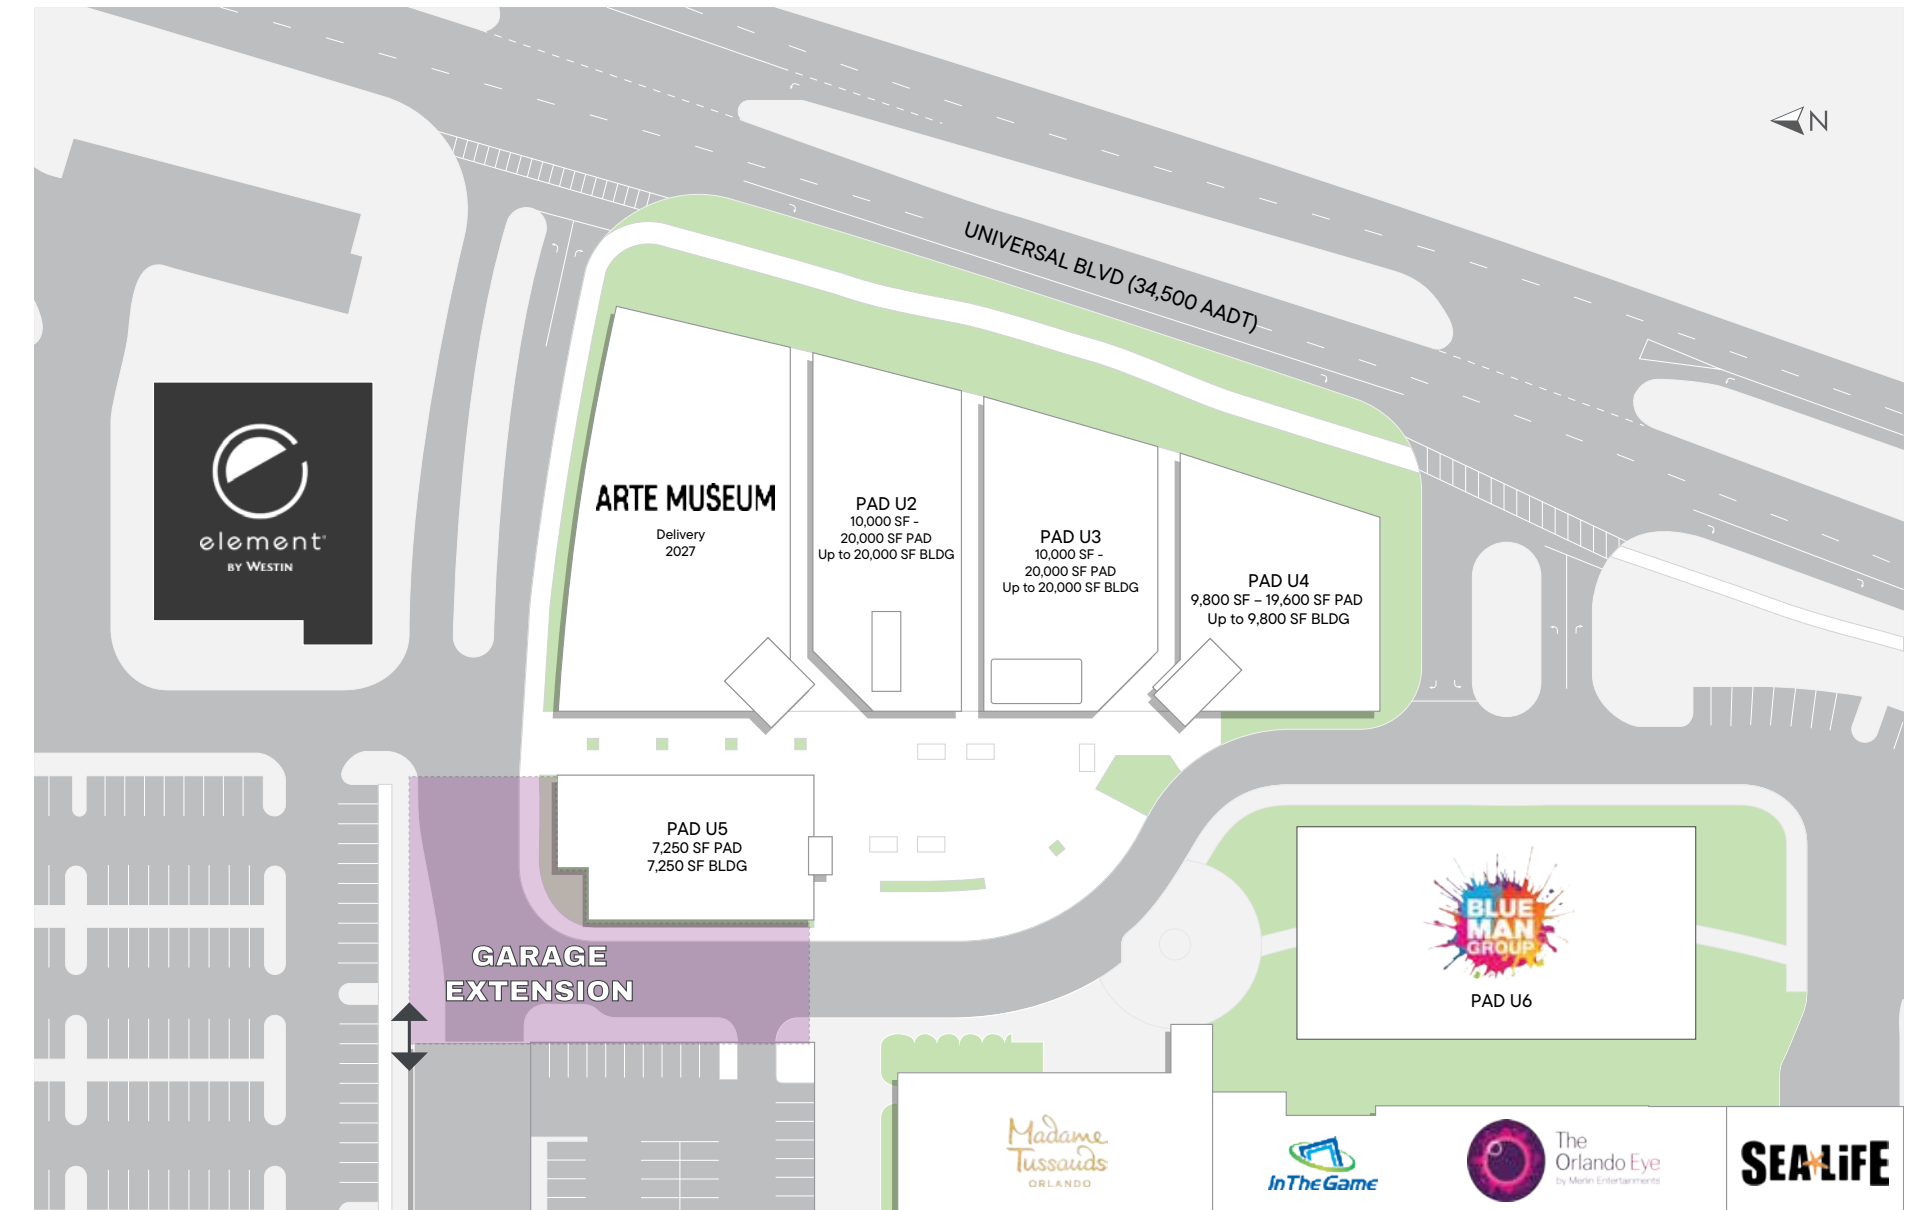 N
UNIVERSAL BLVD (34,500 AADT)
element
BY WESTIN
ARTE MUSEUM
Delivery
2027
PAD U2
10,000 SF -
20,000 SF PAD
Up to 20,000 SF BLDG
PAD U3
10,000 SF -
20,000 SF PAD
Up to 20,000 SF BLDG
PAD U4
9,800 SF – 19,600 SF PAD
Up to 9,800 SF BLDG
PAD U5
7,250 SF PAD
7,250 SF BLDG
GARAGE
EXTENSION
BLUE
MAN
GROUP
PAD U6
Madame
Tussauds
ORLANDO
InTheGame
The
Orlando Eye
by Merlin Entertainments
SEA LiFE